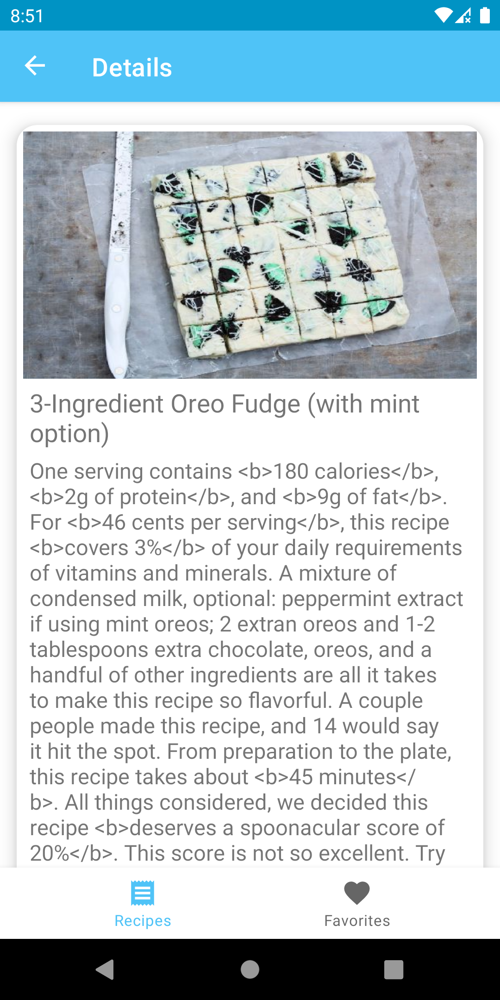 8:51
Details
3-Ingredient Oreo Fudge (with mint
option)
One serving contains <b>180 calories</b>,
<b>2g of protein</b>, and <b>9g of fat</b>.
For <b>46 cents per serving</b>, this recipe
<b>covers 3%</b> of your daily requirements
of vitamins and minerals. A mixture of
condensed milk, optional: peppermint extract
if using mint oreos; 2 extran oreos and 1-2
tablespoons extra chocolate, oreos, and a
handful of other ingredients are all it takes
to make this recipe so flavorful. A couple
people made this recipe, and 14 would say
it hit the spot. From preparation to the plate,
this recipe takes about <b>45 minutes</
b>. All things considered, we decided this
recipe <b>deserves a spoonacular score of
20%</b>. This score is not so excellent. Try
Recipes
Favorites